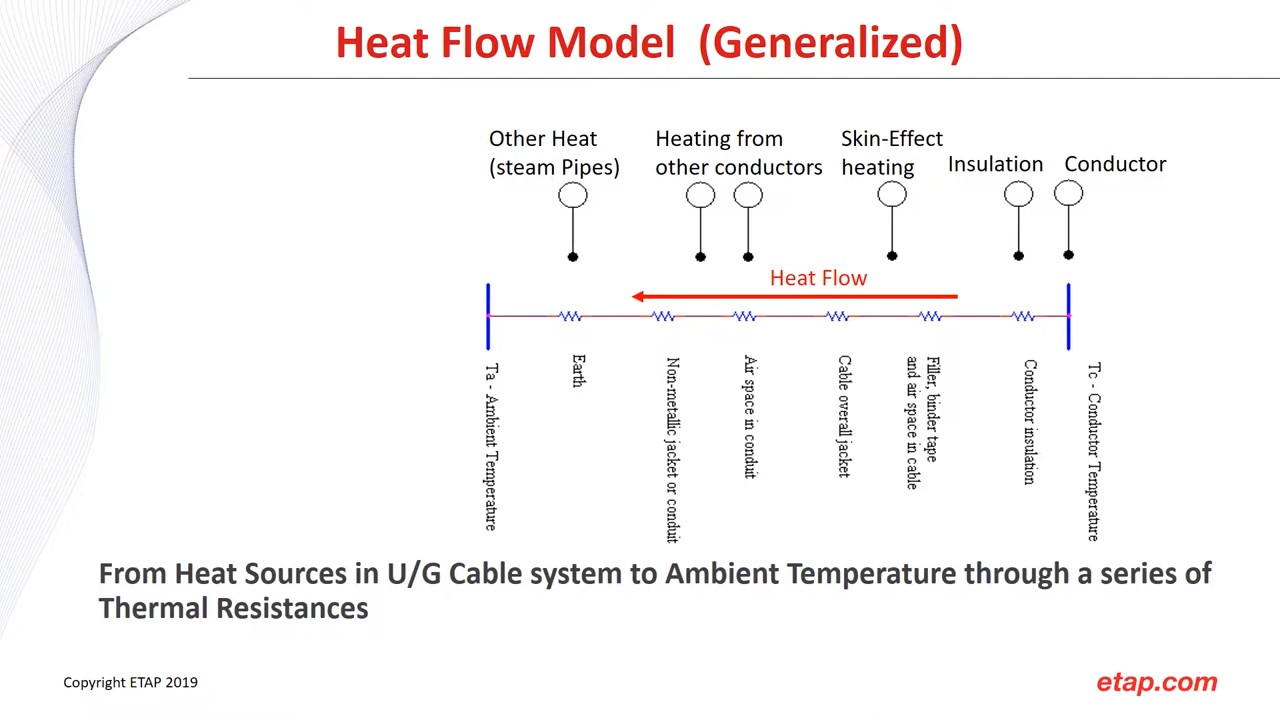 Heat Flow Model (Generalized)
Other Heat
(steam Pipes)
Heating from
other conductors
Skin-Effect
heating
Insulation
Conductor
Heat Flow
Ta - Ambient Temperature
Earth
Non-metallic jacket or conduit
Air space in conduit
Cable overall jacket
Filler, binder tape
and air space in cable
Conductor insulation
Tc - Conductor Temperature
From Heat Sources in U/G Cable system to Ambient Temperature through a series of
Thermal Resistances
Copyright ETAP 2019
etap.com